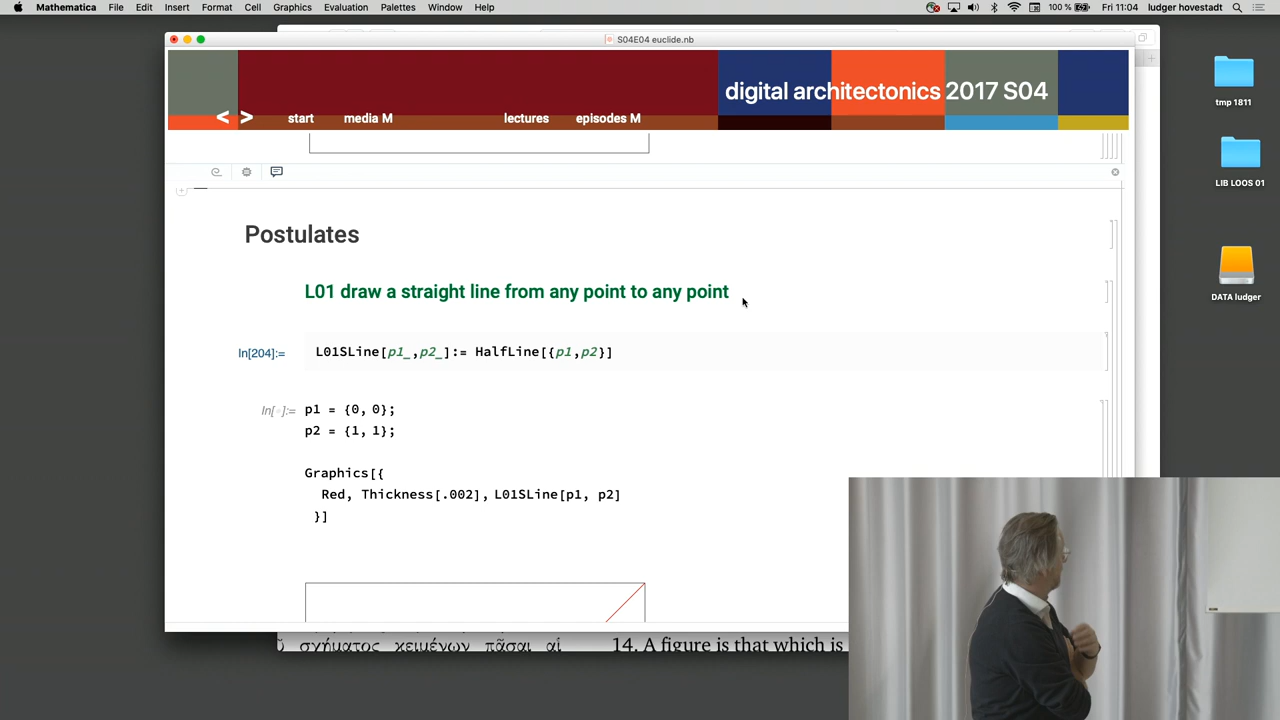 Mathematica File Edit Insert Format Cell Graphics Evaluation Palettes Window Help 100 % Fri 11:04 ludger hovestadt
S04E04 euclide.nb
digital architectonics 2017 S04
< > start media M lectures episodes M
tmp 1811
LIB LOOS 01
DATA ludger
Postulates
L01 draw a straight line from any point to any point
In[204]:= L01SLine[p1_,p2_]:= HalfLine[{p1,p2}]
In[ ]:= p1 = {0, 0};
p2 = {1, 1};
Graphics[{
Red, Thickness[.002], L01SLine[p1, p2]
}]
σχήματος κειμένων πᾶσαι αἱ 14. A figure is that which is